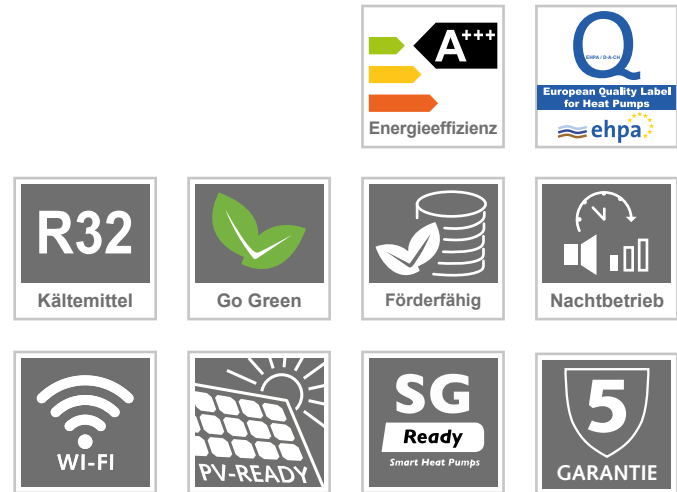 A+++
Energieeffizienz
Q
EHPA / D-A-CH
European Quality Label
for Heat Pumps
ehpa
R32
Kältemittel
Go Green
Förderfähig
Nachtbetrieb
WI-FI
PV-READY
SG
Ready
Smart Heat Pumps
5
GARANTIE